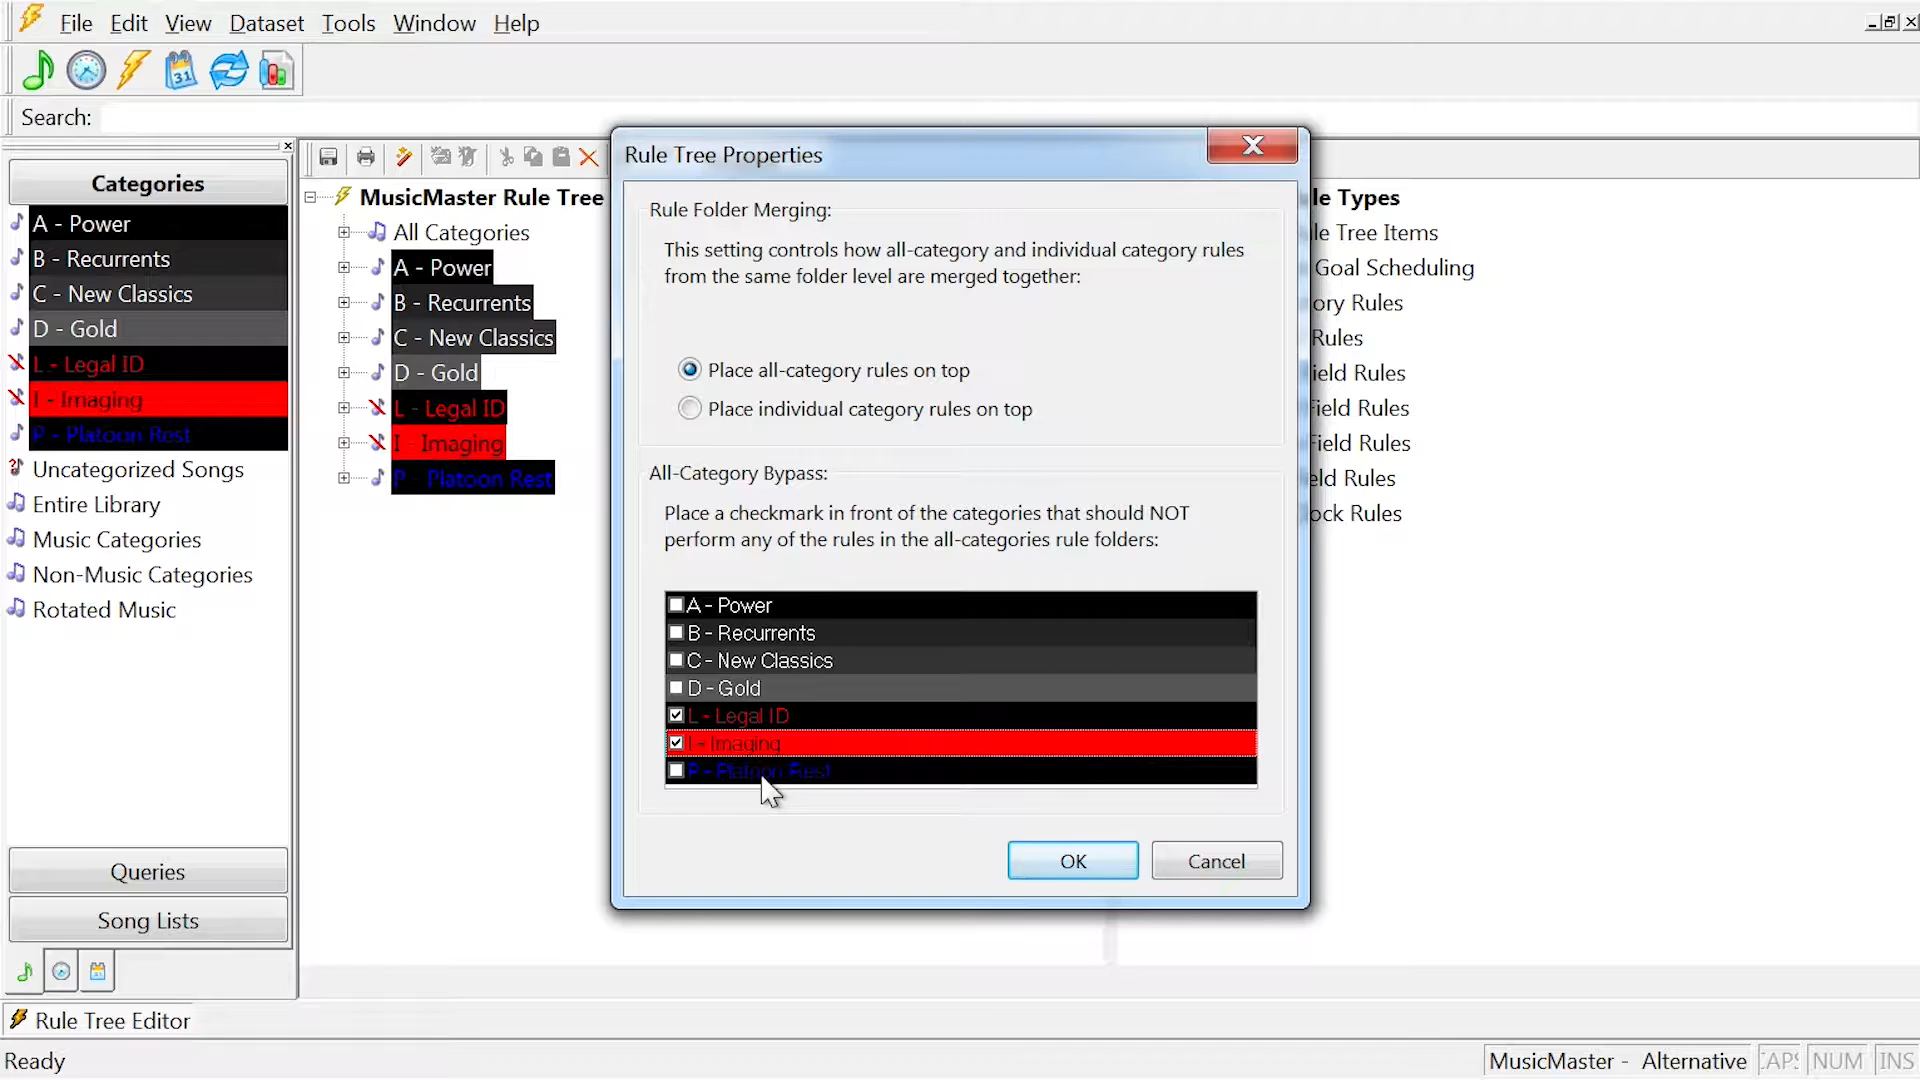 File Edit View Dataset Tools Window Help
31
Search:
Categories
A - Power
B - Recurrents
C - New Classics
D - Gold
L - Legal ID
I - Imaging
P - Platoon Rest
Uncategorized Songs
Entire Library
Music Categories
Non-Music Categories
Rotated Music
Queries
Song Lists
MusicMaster Rule Tree
All Categories
A - Power
B - Recurrents
C - New Classics
D - Gold
L - Legal ID
I - Imaging
P - Platoon Rest
Rule Tree Properties
Rule Folder Merging:
This setting controls how all-category and individual category rules
from the same folder level are merged together:
Place all-category rules on top
Place individual category rules on top
All-Category Bypass:
Place a checkmark in front of the categories that should NOT
perform any of the rules in the all-categories rule folders:
A - Power
B - Recurrents
C - New Classics
D - Gold
L - Legal ID
I - Imaging
P - Platoon Rest
OK Cancel
le Types
le Tree Items
Goal Scheduling
ory Rules
Rules
ield Rules
Field Rules
Field Rules
eld Rules
ock Rules
Rule Tree Editor
Ready
MusicMaster - Alternative CAPS NUM INS